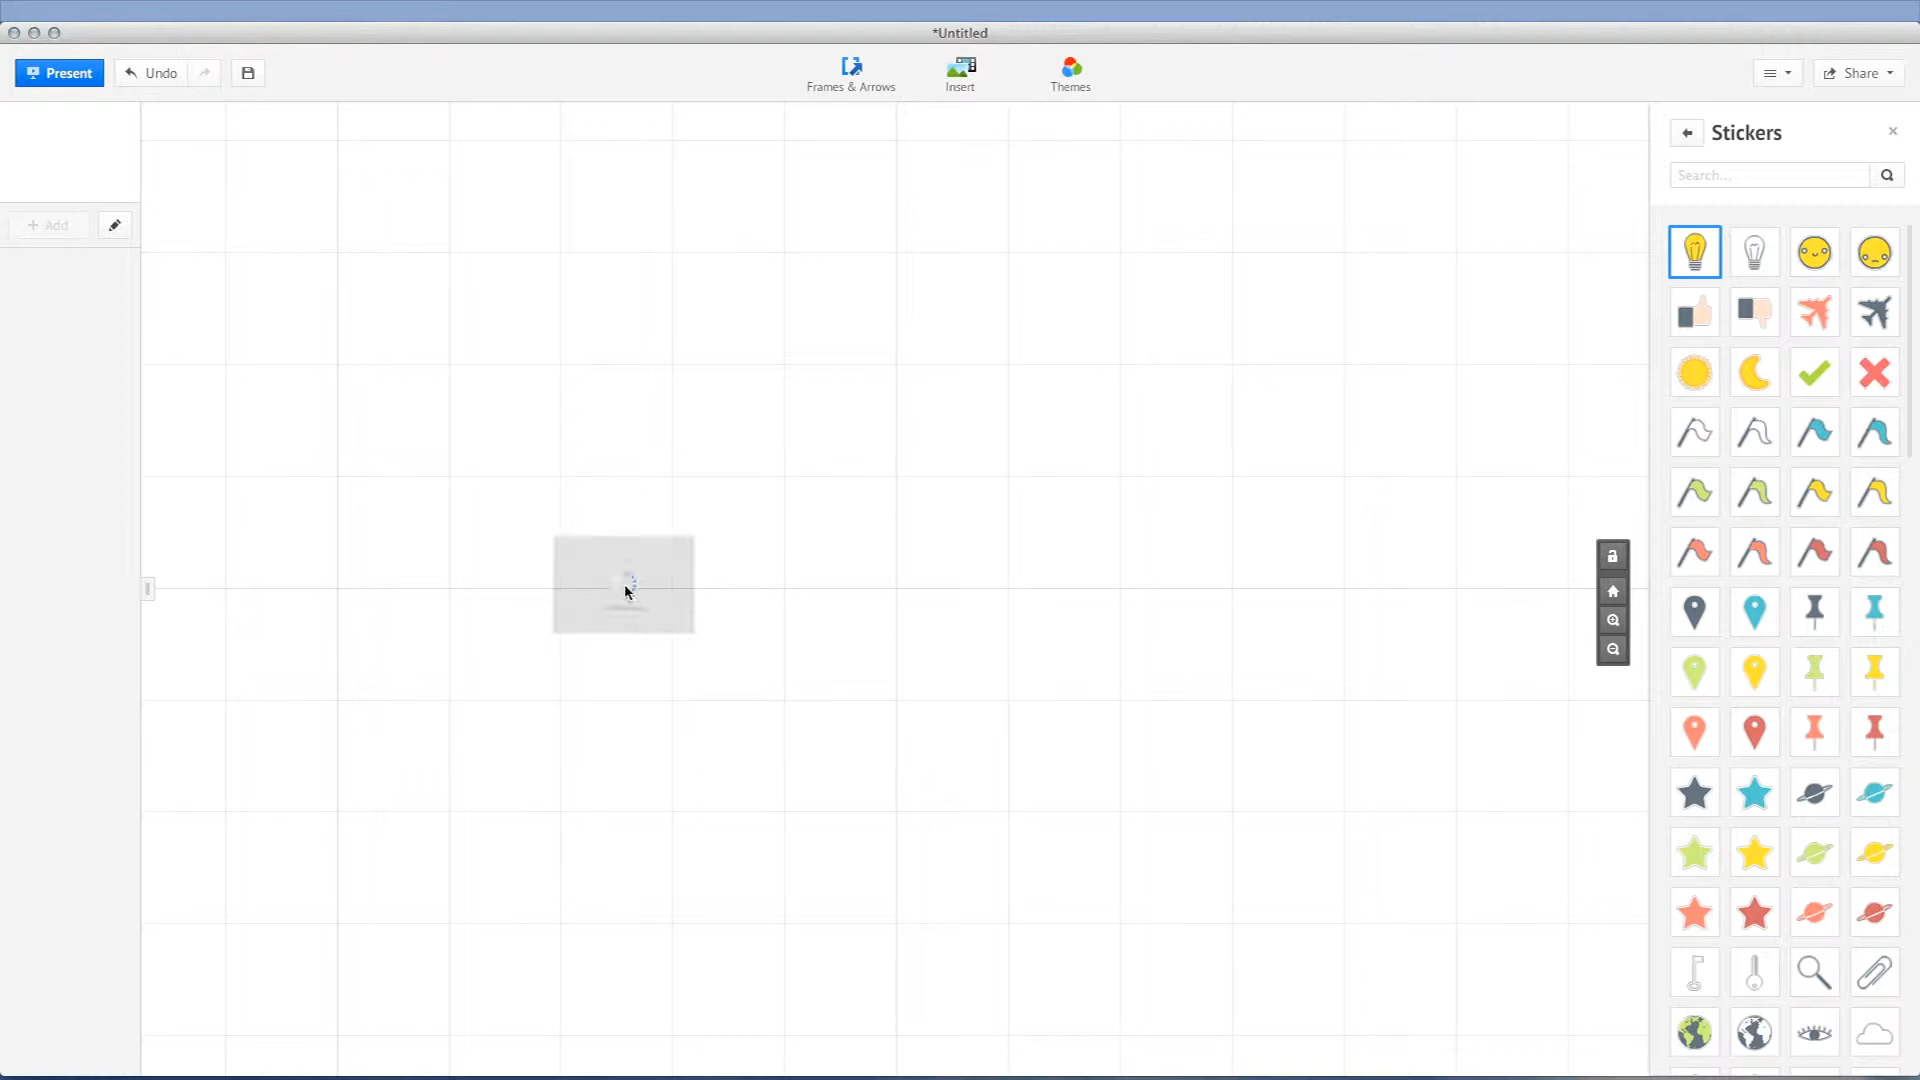 *Untitled
Present
Undo
Frames & Arrows
Insert
Themes
Share
Stickers
Search...
+ Add